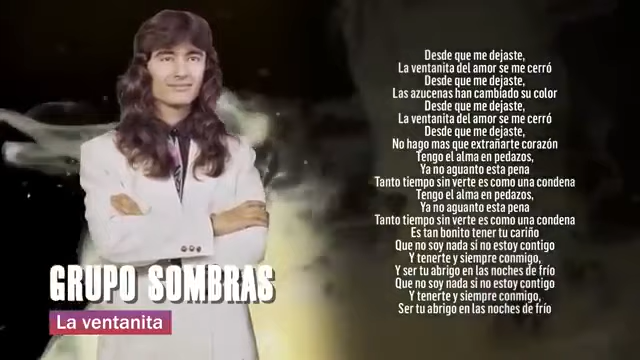 Desde que me dejaste,
La ventanita del amor se me cerró
Desde que me dejaste,
Las azucenas han cambiado su color
Desde que me dejaste,
La ventanita del amor se me cerró
Desde que me dejaste,
No hago mas que extrañarte corazón
Tengo el alma en pedazos,
Ya no aguanto esta pena
Tanto tiempo sin verte es como una condena
Tengo el alma en pedazos,
Ya no aguanto esta pena
Tanto tiempo sin verte es como una condena
Es tan bonito tener tu cariño
Que no soy nada si no estoy contigo
Y tenerte y siempre conmigo,
Y ser tu abrigo en las noches de frío
Que no soy nada si no estoy contigo
Y tenerte y siempre conmigo,
Ser tu abrigo en las noches de frío
GRUPO SOMBRAS
La ventanita